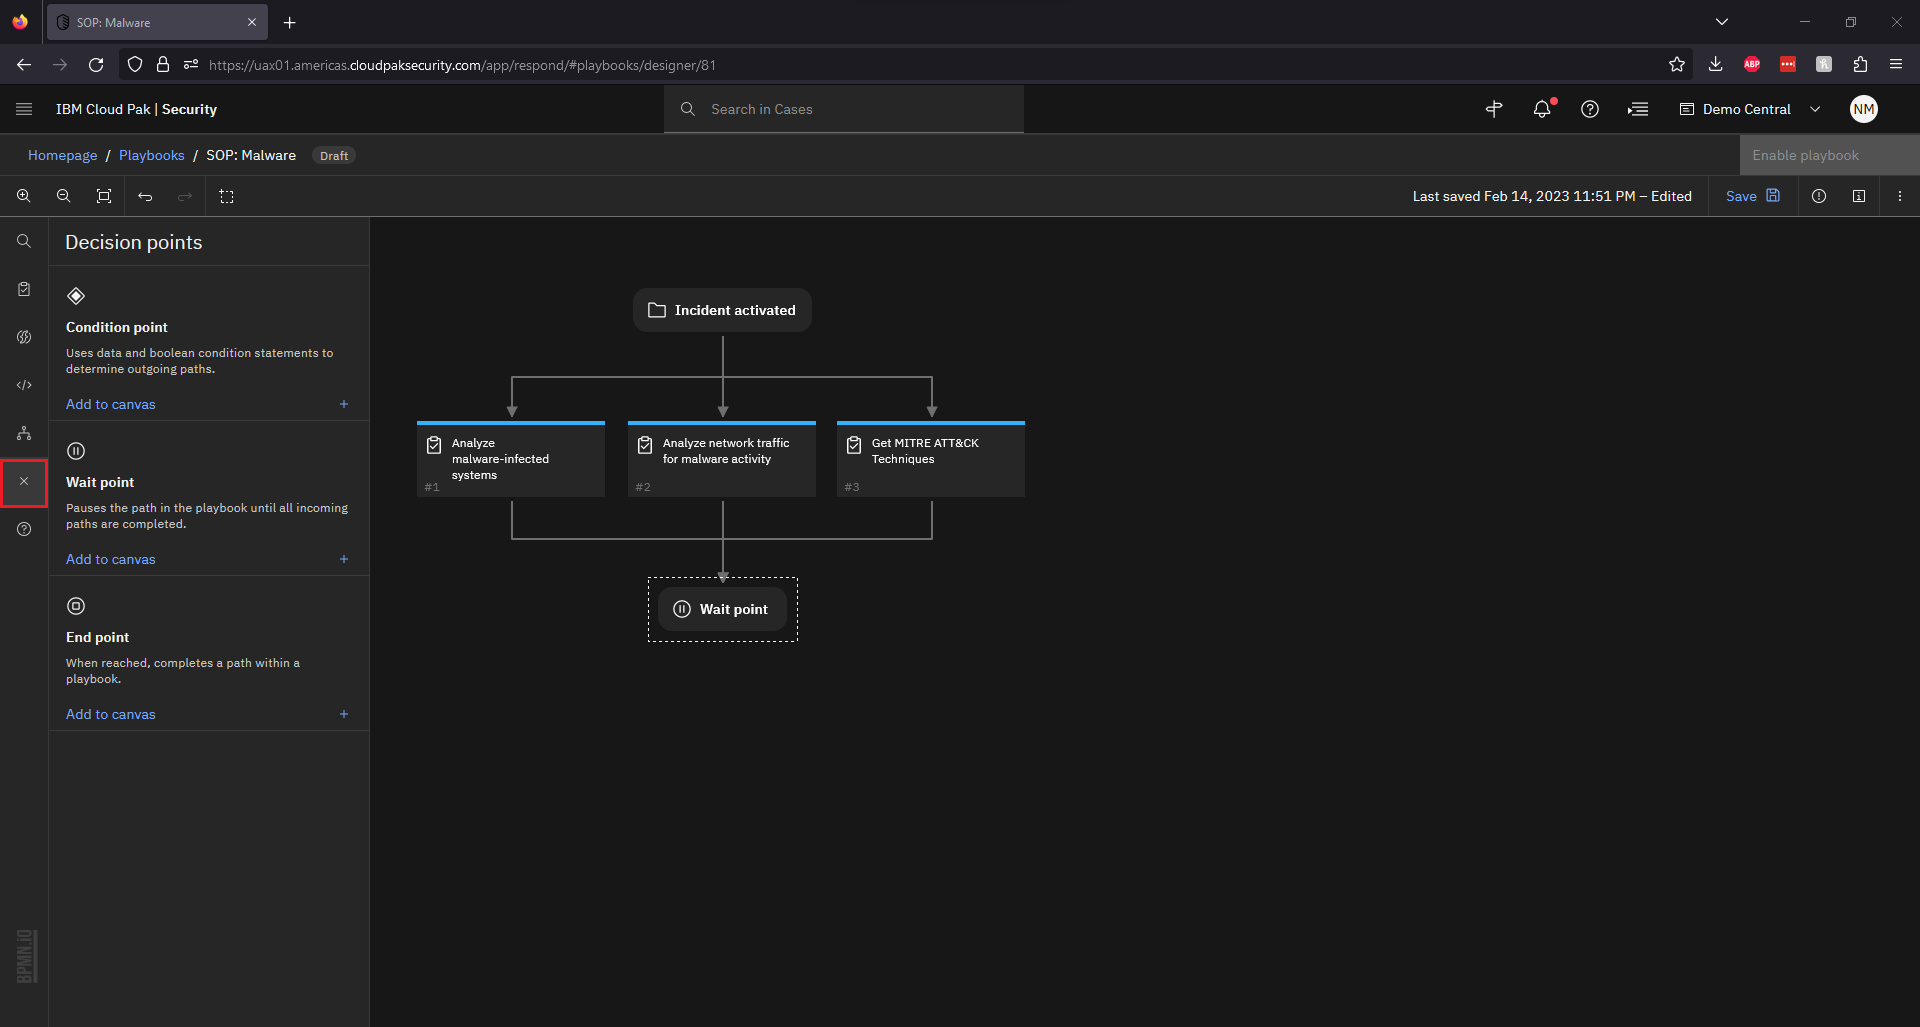 SOP: Malware
https://uax01.americas.cloudpaksecurity.com/app/respond/#playbooks/designer/81
ABP
IBM Cloud Pak | Security
Search in Cases
Demo Central
NM
Homepage / Playbooks / SOP: Malware
Draft
Enable playbook
Last saved Feb 14, 2023 11:51 PM – Edited
Save
Decision points
Condition point
Uses data and boolean condition statements to
determine outgoing paths.
Add to canvas
Wait point
Pauses the path in the playbook until all incoming
paths are completed.
Add to canvas
End point
When reached, completes a path within a
playbook.
Add to canvas
Incident activated
Analyze
malware-infected
systems
#1
Analyze network traffic
for malware activity
#2
Get MITRE ATT&CK
Techniques
#3
Wait point
BPMN.iO